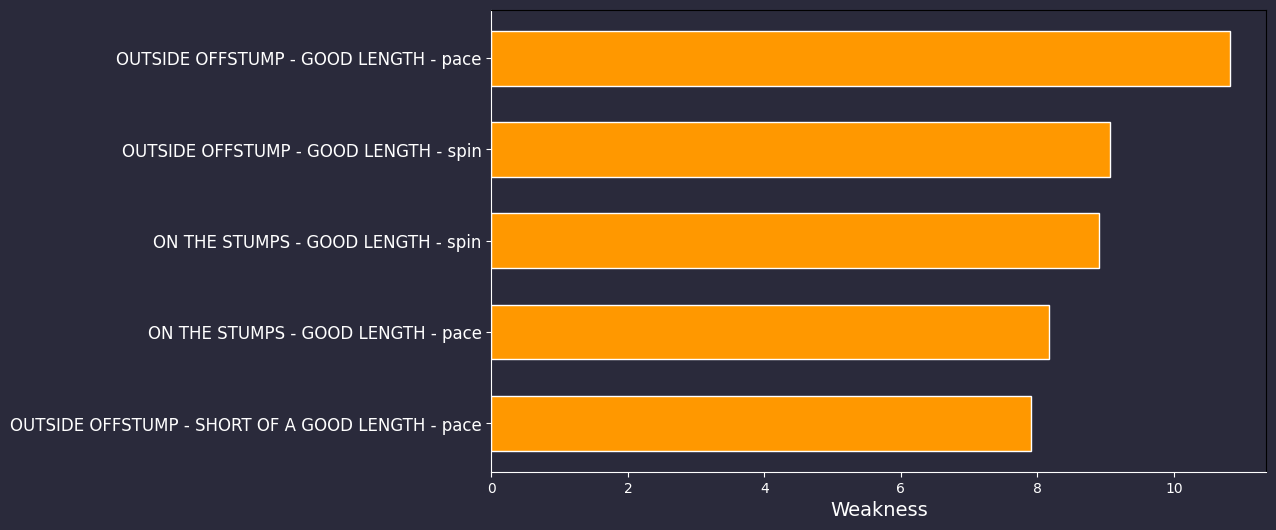 OUTSIDE OFFSTUMP - GOOD LENGTH - pace
OUTSIDE OFFSTUMP - GOOD LENGTH - spin
ON THE STUMPS - GOOD LENGTH - spin
ON THE STUMPS - GOOD LENGTH - pace
OUTSIDE OFFSTUMP - SHORT OF A GOOD LENGTH - pace
0 2 4 6 8 10
Weakness